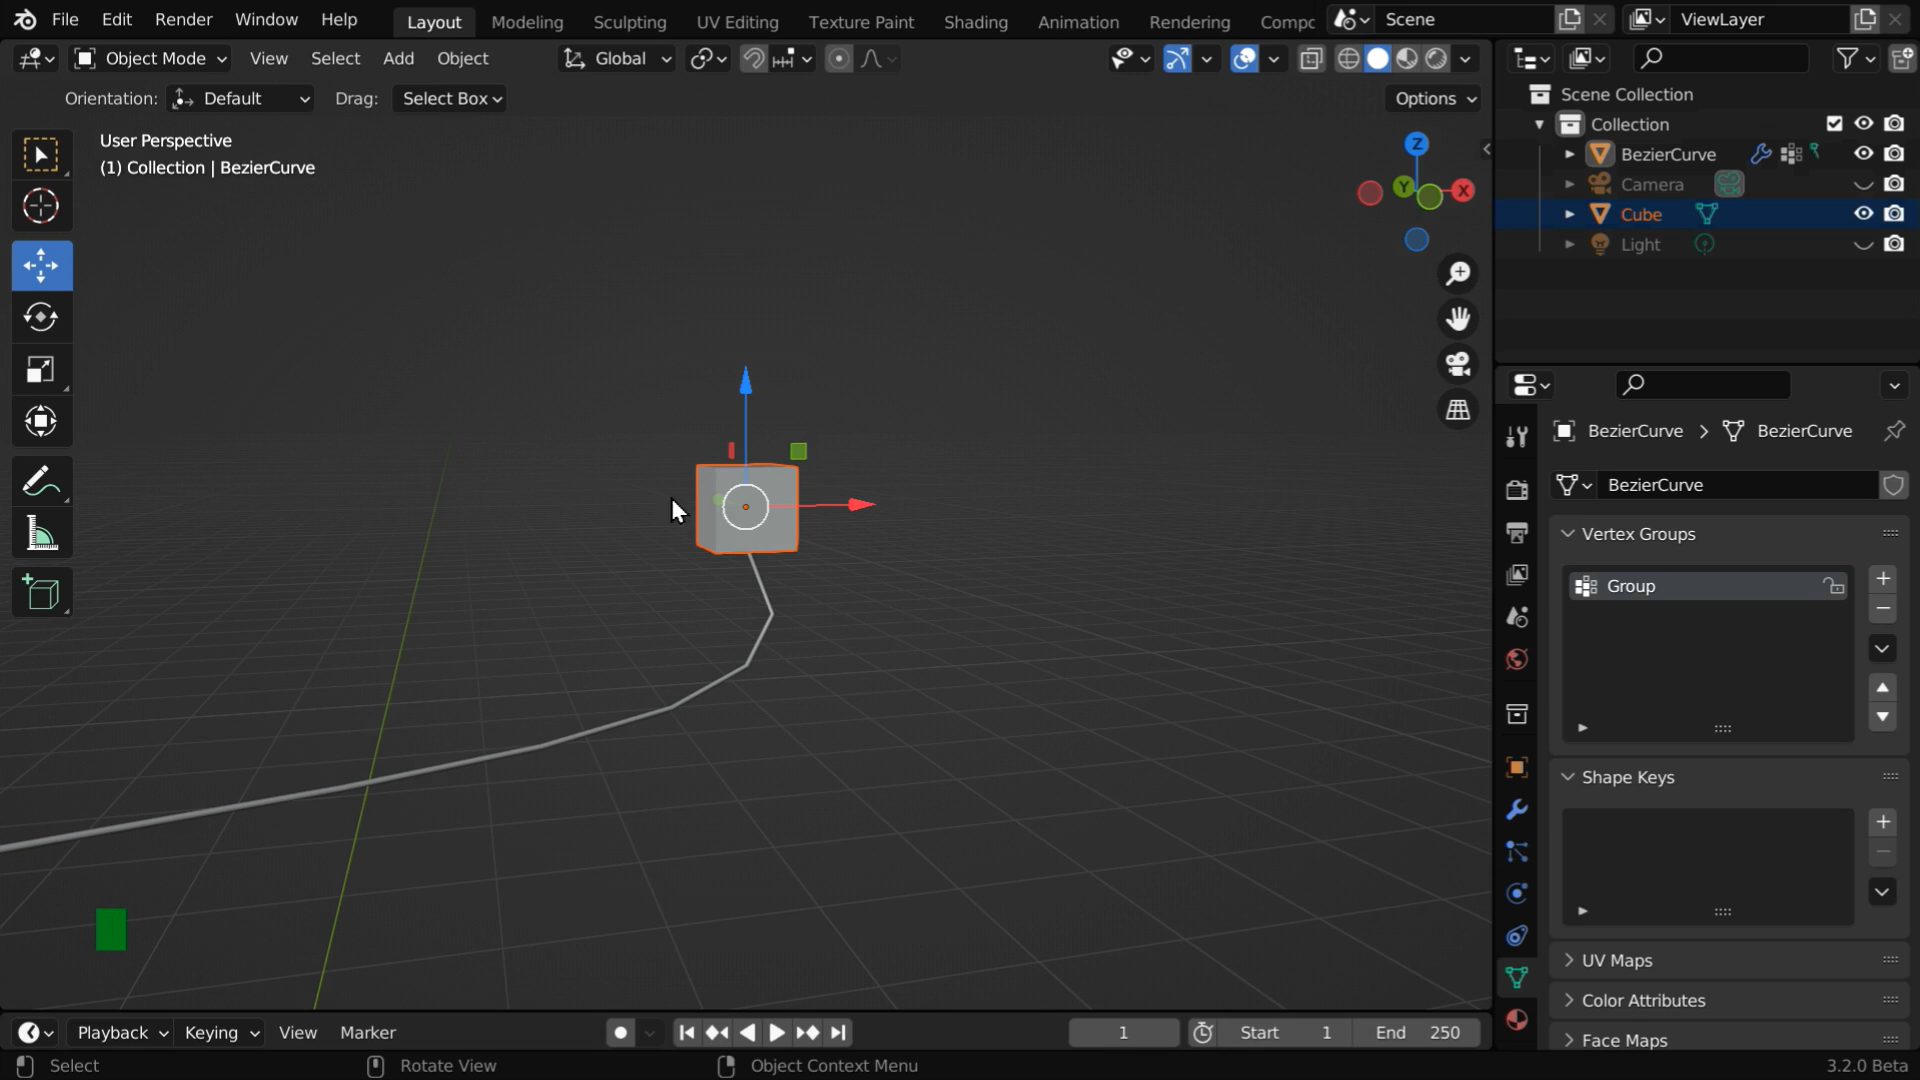 File Edit Render Window Help Layout Modeling Sculpting UV Editing Texture Paint Shading Animation Rendering Compc Scene ViewLayer
Object Mode View Select Add Object Global
Orientation: Default Drag: Select Box Options
User Perspective
(1) Collection | BezierCurve
Z
Y
X
Scene Collection
Collection
BezierCurve
Camera
Cube
Light
BezierCurve > BezierCurve
BezierCurve
Vertex Groups
Group
Shape Keys
UV Maps
Color Attributes
Face Maps
Playback Keying View Marker 1 Start 1 End 250
Select Rotate View Object Context Menu 3.2.0 Beta